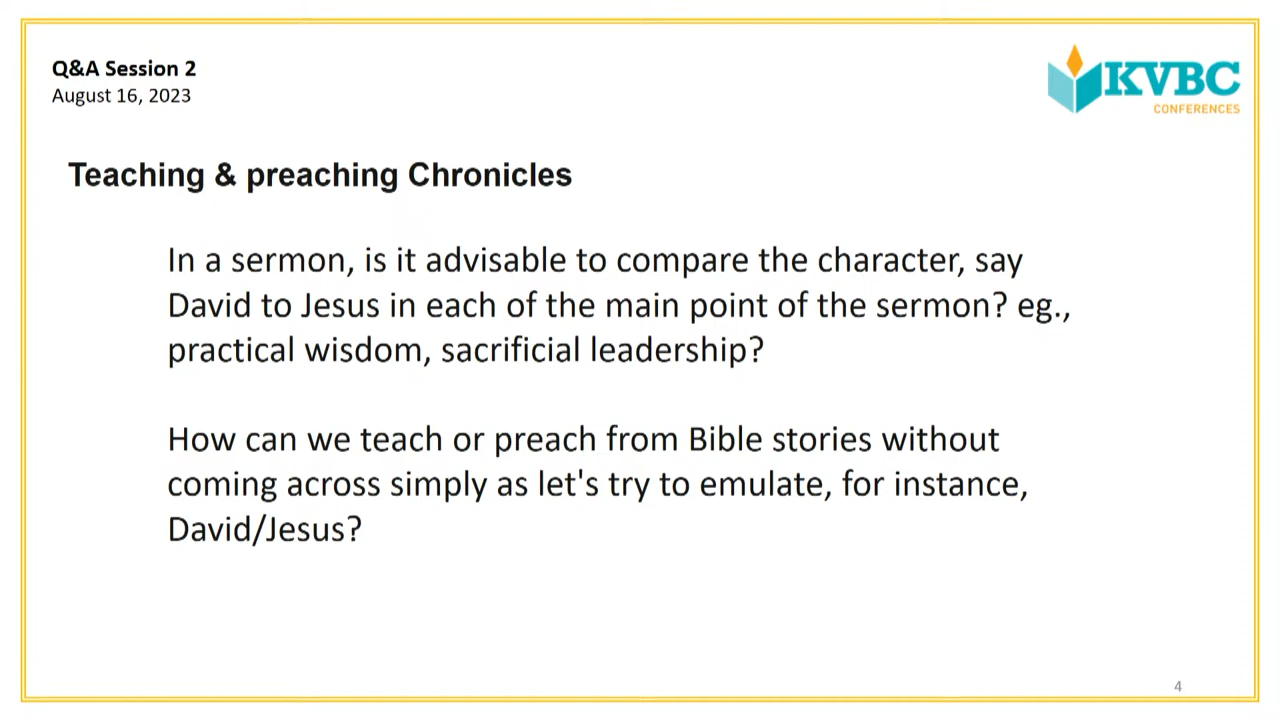 Q&A Session 2
August 16, 2023
KVBC
CONFERENCES
Teaching & preaching Chronicles
In a sermon, is it advisable to compare the character, say
David to Jesus in each of the main point of the sermon? eg.,
practical wisdom, sacrificial leadership?
How can we teach or preach from Bible stories without
coming across simply as let's try to emulate, for instance,
David/Jesus?
4